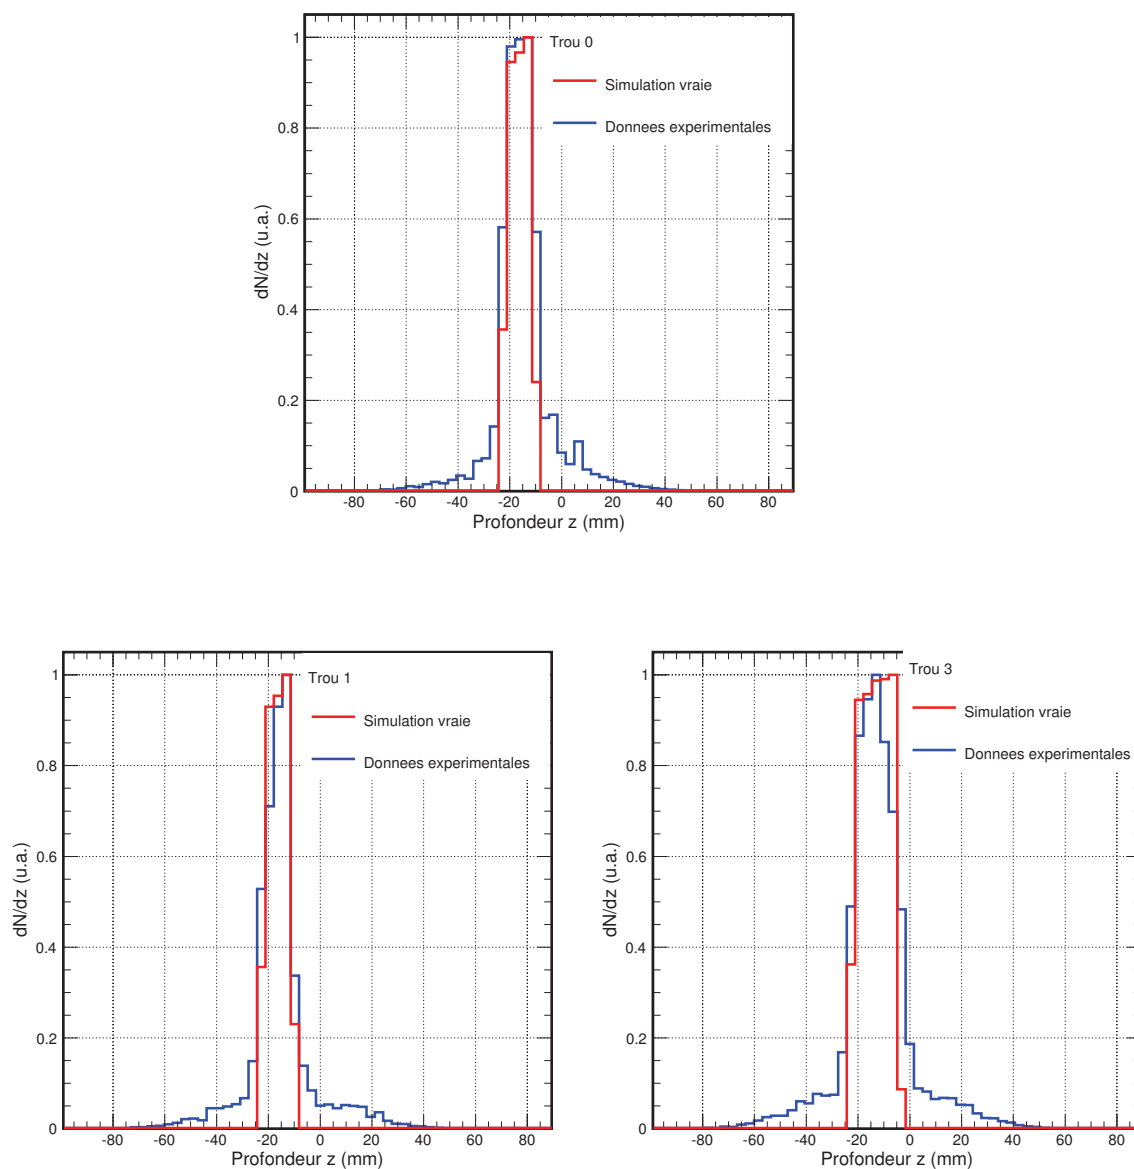 1
Trou 0
Simulation vraie
Donnees experimentales
0.8
0.6
dN/dz (u.a.)
0.4
0.2
0
-80 -60 -40 -20 0 20 40 60 80
Profondeur z (mm)
1
Trou 1
Simulation vraie
Donnees experimentales
0.8
0.6
dN/dz (u.a.)
0.4
0.2
0
-80 -60 -40 -20 0 20 40 60 80
Profondeur z (mm)
1
Trou 3
Simulation vraie
Donnees experimentales
0.8
0.6
dN/dz (u.a.)
0.4
0.2
0
-80 -60 -40 -20 0 20 40 60 80
Profondeur z (mm)